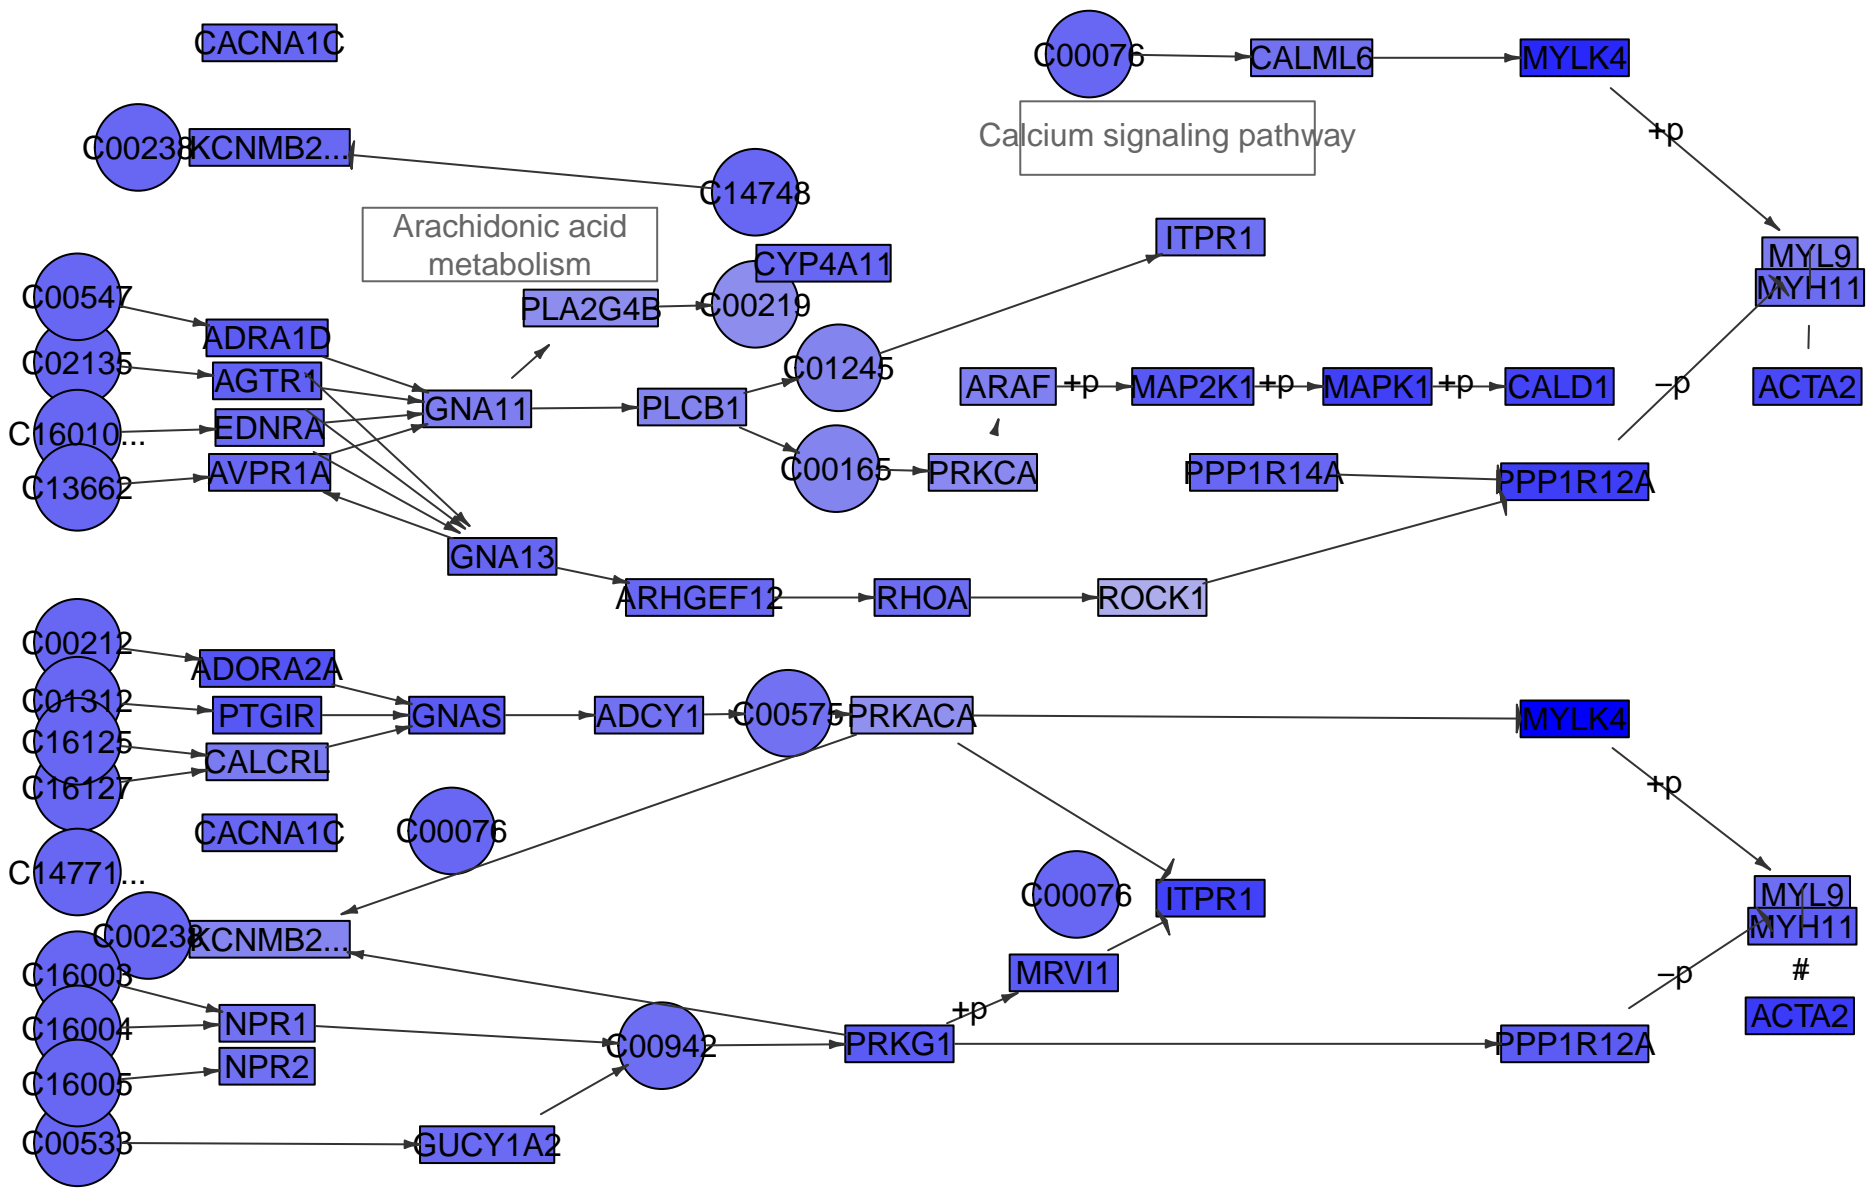 CACNA1C
C00076
CALML6
MYLK4
Calcium signaling pathway
+p
C00238
KCNMB2...
C14748
Arachidonic acid
metabolism
ITPR1
CYP4A11
MYL9
MYH11
C00547
PLA2G4B
C00219
ADRA1D
C02135
AGTR1
C01245
ARAF
+p
MAP2K1
+p
MAPK1
+p
CALD1
–p
ACTA2
GNA11
PLCB1
C16010...
EDNRA
C13662
AVPR1A
C00165
PRKCA
PPP1R14A
PPP1R12A
GNA13
ARHGEF12
RHOA
ROCK1
C00212
ADORA2A
C01312
PTGIR
GNAS
ADCY1
C00575
PRKACA
MYLK4
C16125
CALCRL
C16127
+p
CACNA1C
C00076
C14771...
C00076
ITPR1
MYL9
MYH11
C00238
KCNMB2...
C16003
MRVI1
–p
#
+p
ACTA2
C16004
NPR1
C00942
PRKG1
PPP1R12A
C16005
NPR2
C00533
GUCY1A2